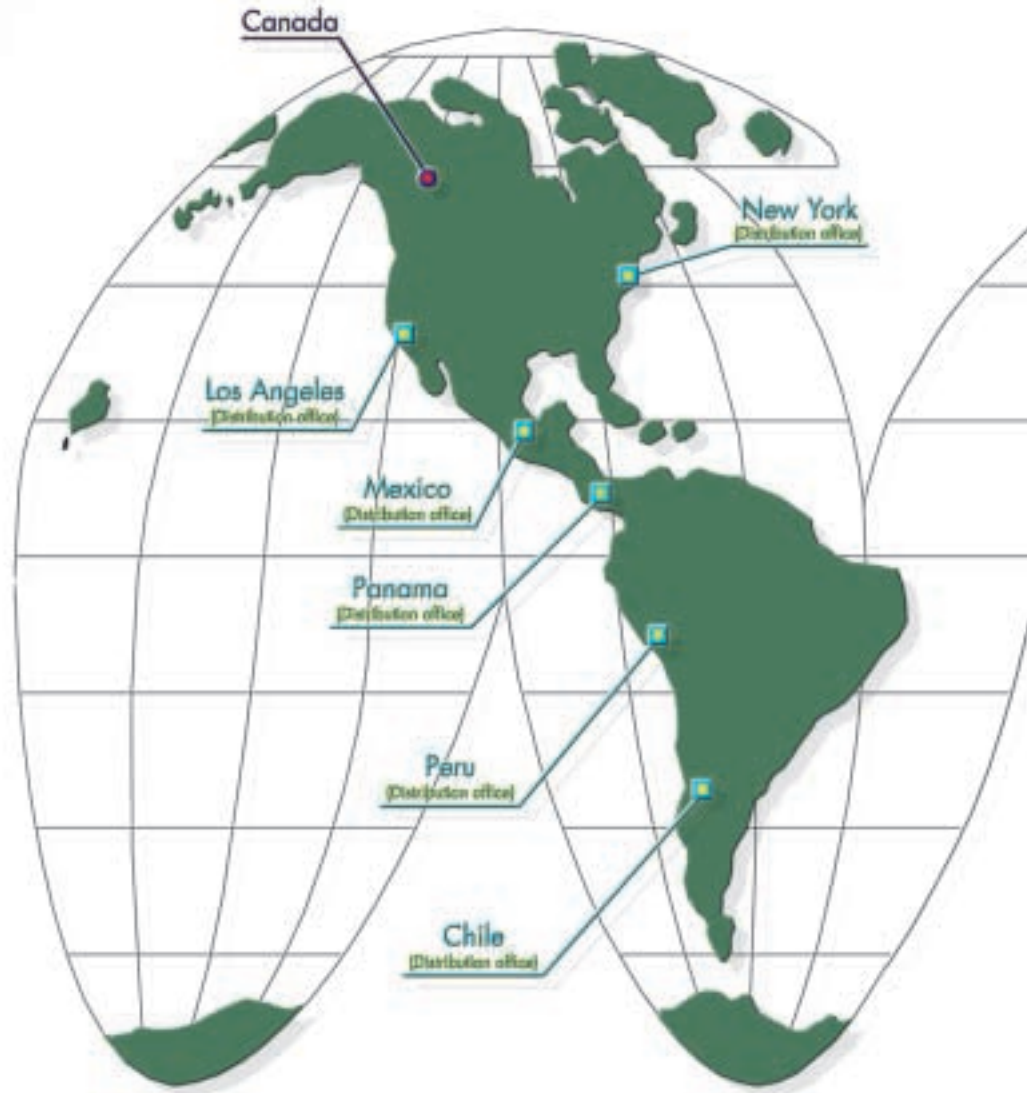 Canada
New York
(Distribution office)
Los Angeles
(Distribution office)
Mexico
(Distribution office)
Panama
(Distribution office)
Peru
(Distribution office)
Chile
(Distribution office)